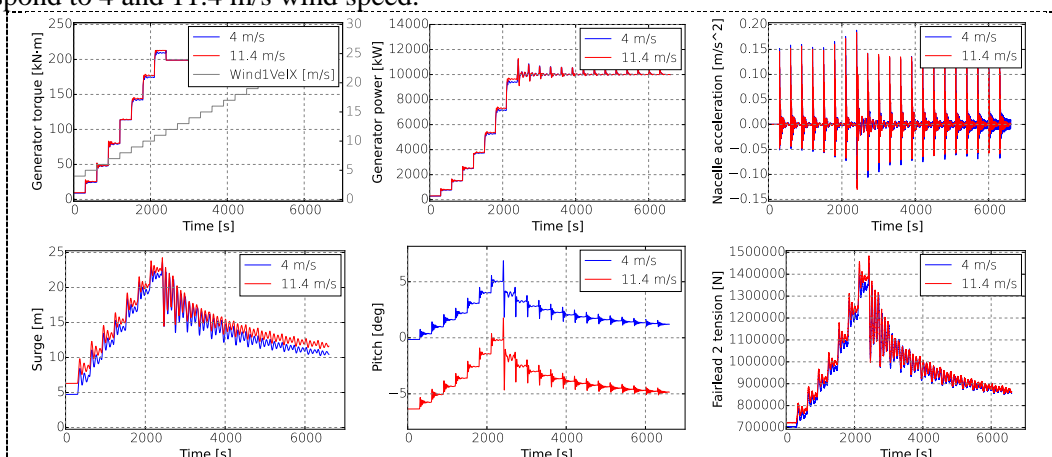 spond to 4 and 11.4 m/s wind speed.
Generator torque [kN·m]
250
200
150
100
50
0
30
25
20
15
10
5
0
4 m/s
11.4 m/s
Wind1VelX [m/s]
0 2000 4000 6000
Time [s]
Generator power [kW]
14000
12000
10000
8000
6000
4000
2000
0
4 m/s
11.4 m/s
0 2000 4000 6000
Time [s]
Nacelle acceleration [m/s^2]
0.20
0.15
0.10
0.05
0.00
−0.05
−0.10
−0.15
4 m/s
11.4 m/s
0 2000 4000 6000
Time [s]
Surge [m]
25
20
15
10
5
0
4 m/s
11.4 m/s
0 2000 4000 6000
Time [s]
Pitch [deg]
5
0
−5
4 m/s
11.4 m/s
0 2000 4000 6000
Time [s]
Fairlead 2 tension [N]
1500000
1400000
1300000
1200000
1100000
1000000
900000
800000
700000
4 m/s
11.4 m/s
0 2000 4000 6000
Time [s]